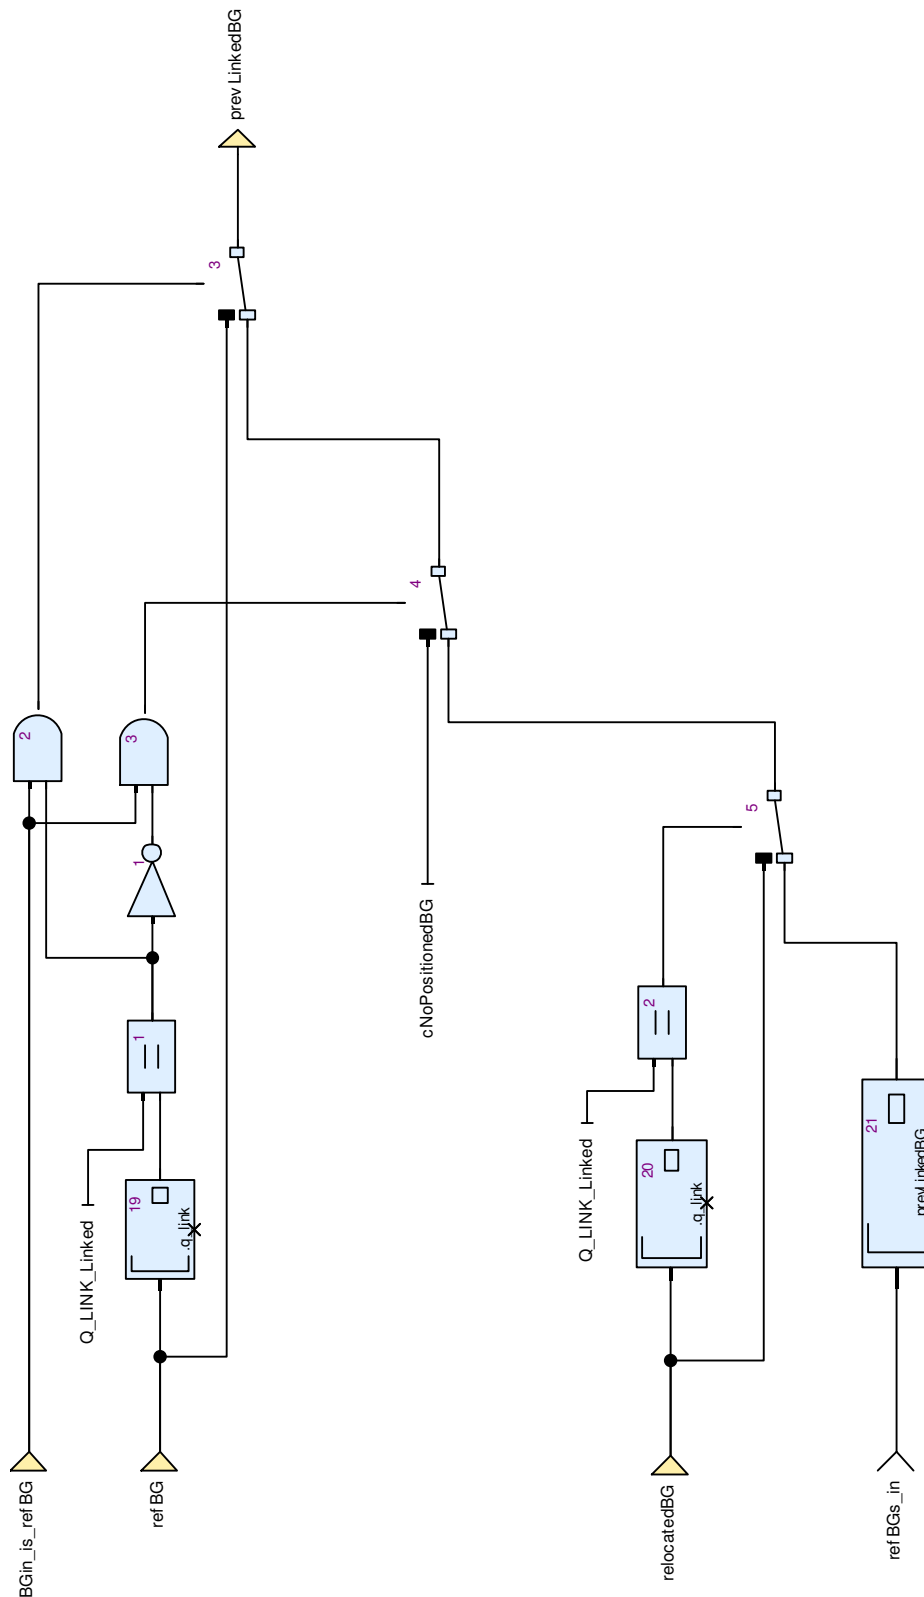 prev LinkedBG
3
4
2
3
1
5
cNoPositionedBG
1
2
Q_LINK_Linked
19
.q_link
Q_LINK_Linked
20
.q_link
21
prevLinkedBG
BGin_is_ref BG
ref BG
relocatedBG
ref BGs_in